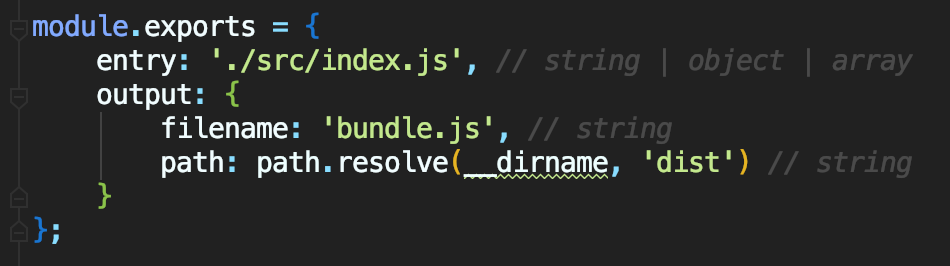 module.exports = {
    entry: './src/index.js', // string | object | array
    output: {
        filename: 'bundle.js', // string
        path: path.resolve(__dirname, 'dist') // string
    }
};